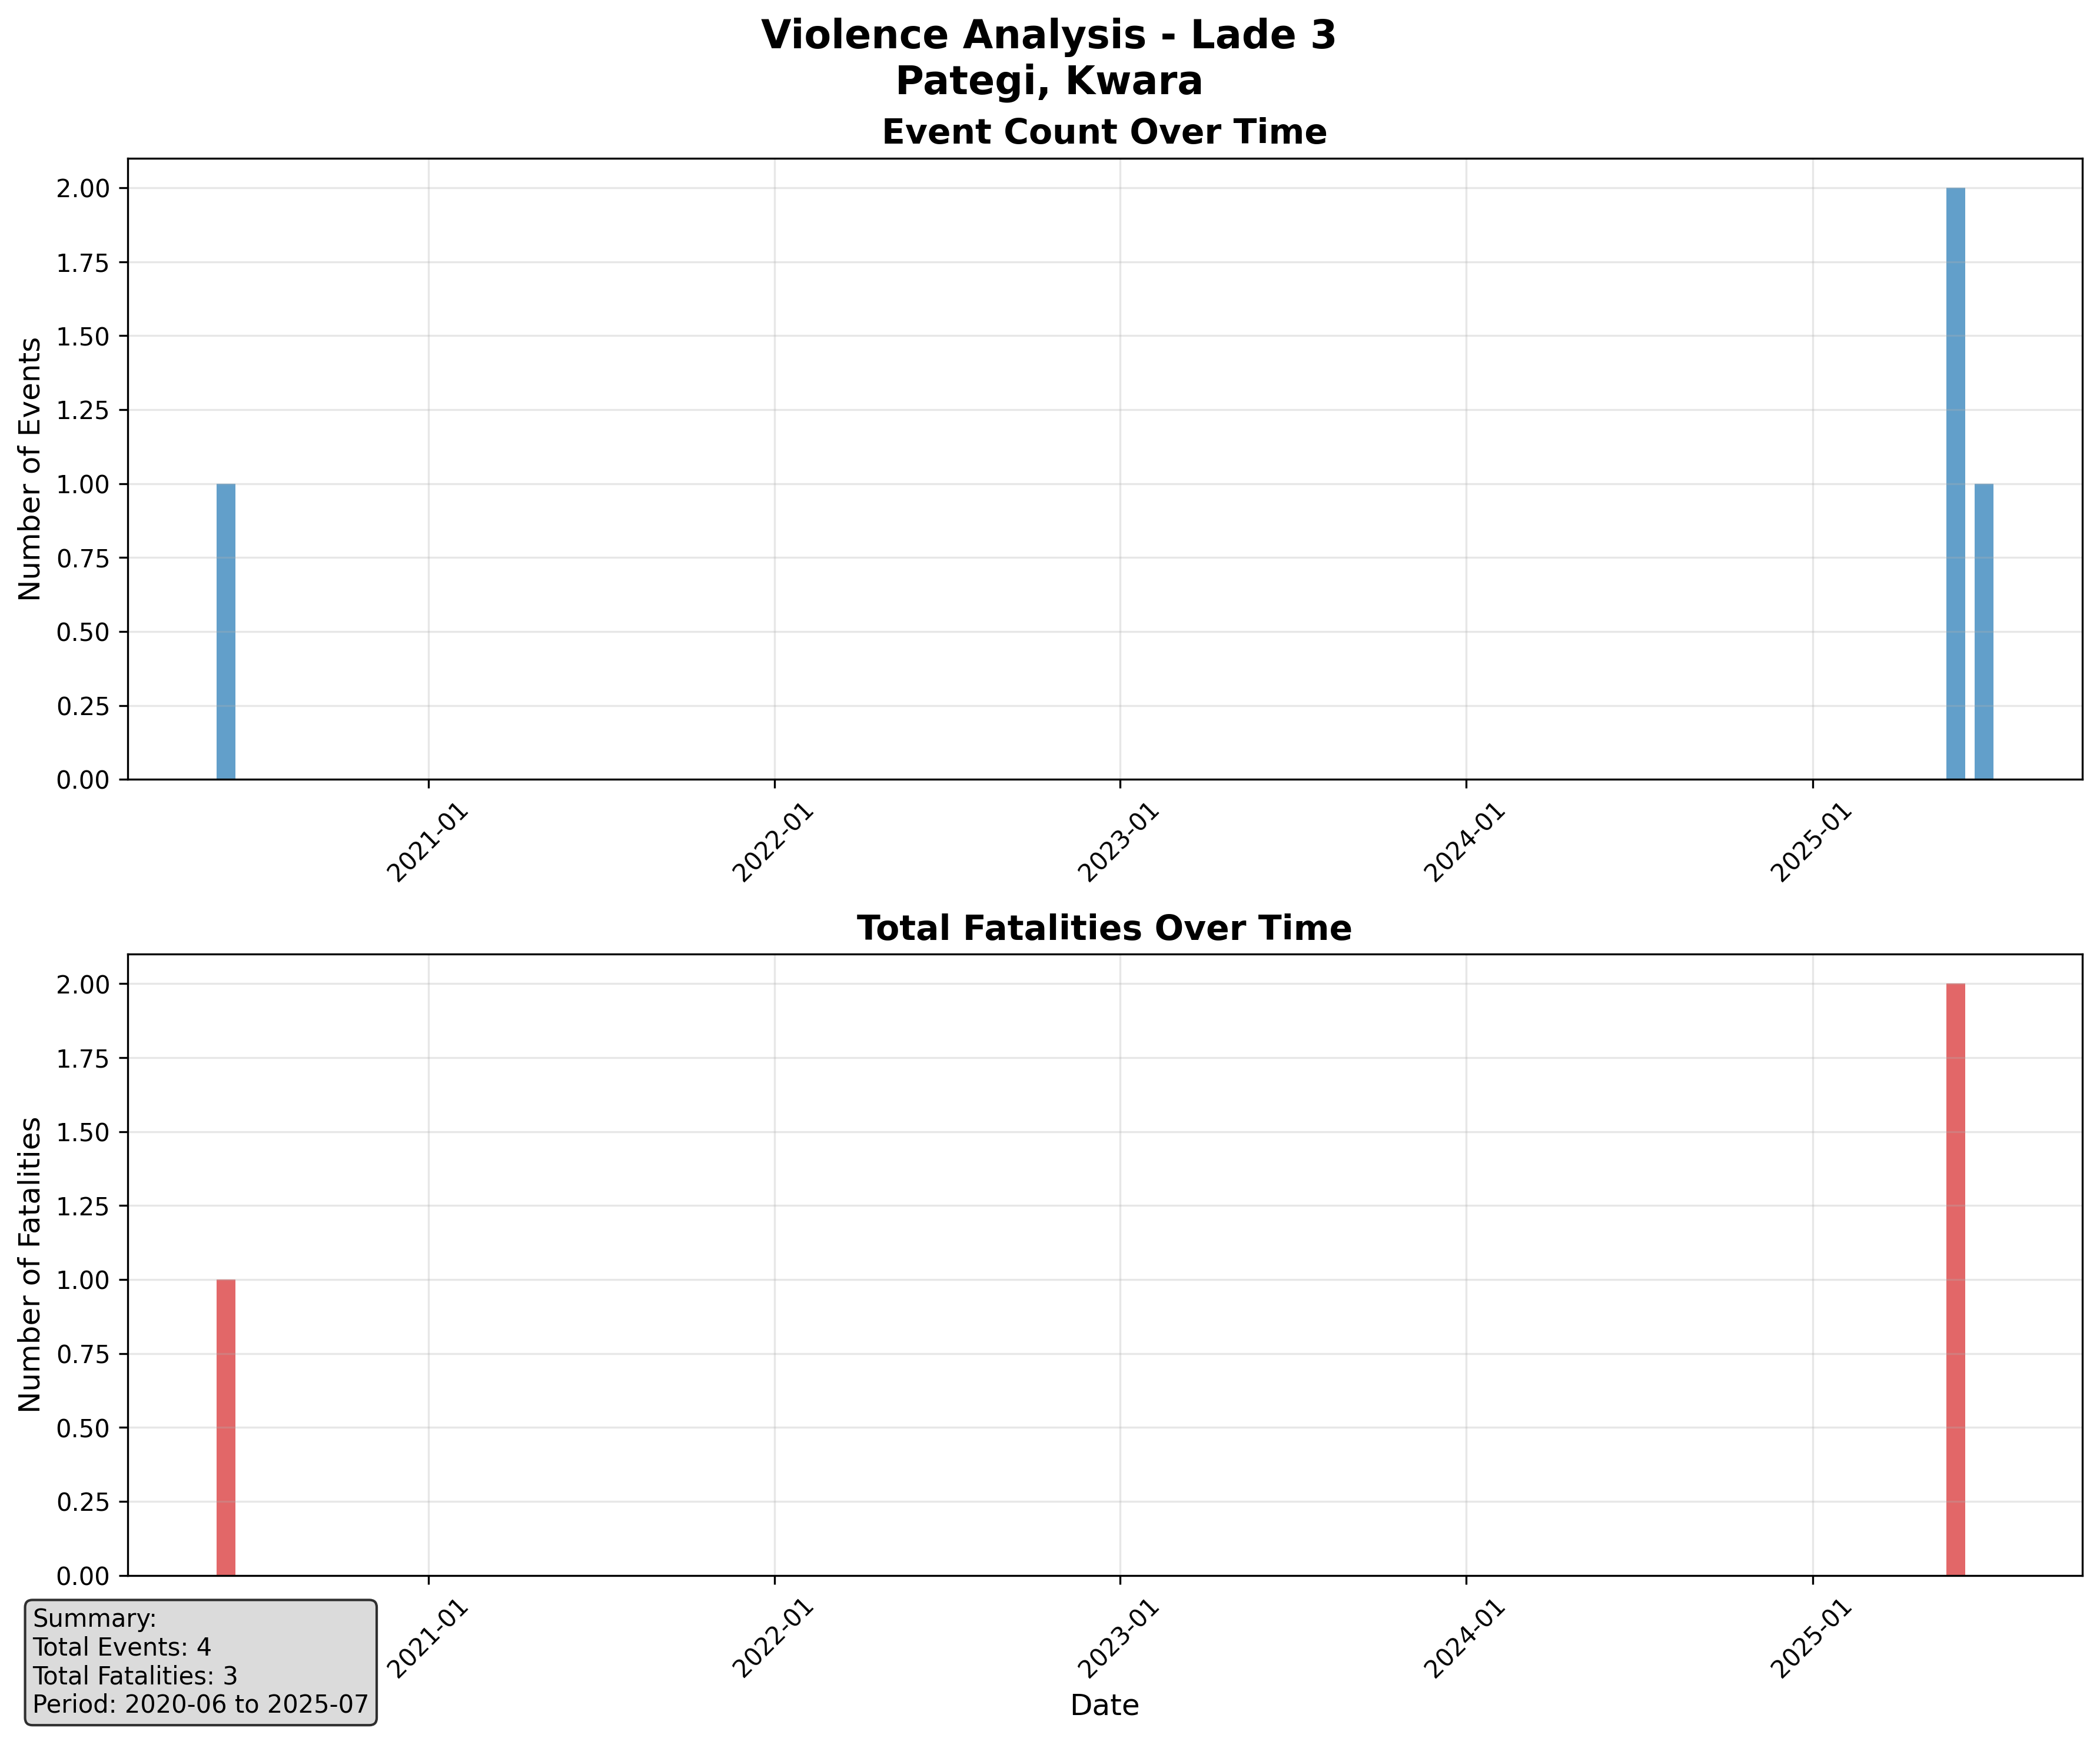 Violence Analysis - Lade 3
Pategi, Kwara
Event Count Over Time
Number of Events
2.00
1.75
1.50
1.25
1.00
0.75
0.50
0.25
0.00
2021-01
2022-01
2023-01
2024-01
2025-01
Total Fatalities Over Time
Number of Fatalities
2.00
1.75
1.50
1.25
1.00
0.75
0.50
0.25
0.00
2021-01
2022-01
2023-01
2024-01
2025-01
Date
Summary:
Total Events: 4
Total Fatalities: 3
Period: 2020-06 to 2025-07